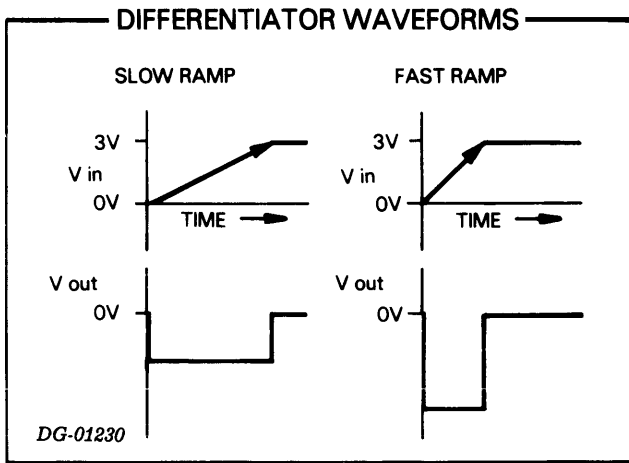 DIFFERENTIATOR WAVEFORMS
SLOW RAMP
3V
V in
0V
TIME
V out
0V
FAST RAMP
3V
V in
0V
TIME
V out
0V
DG-01230